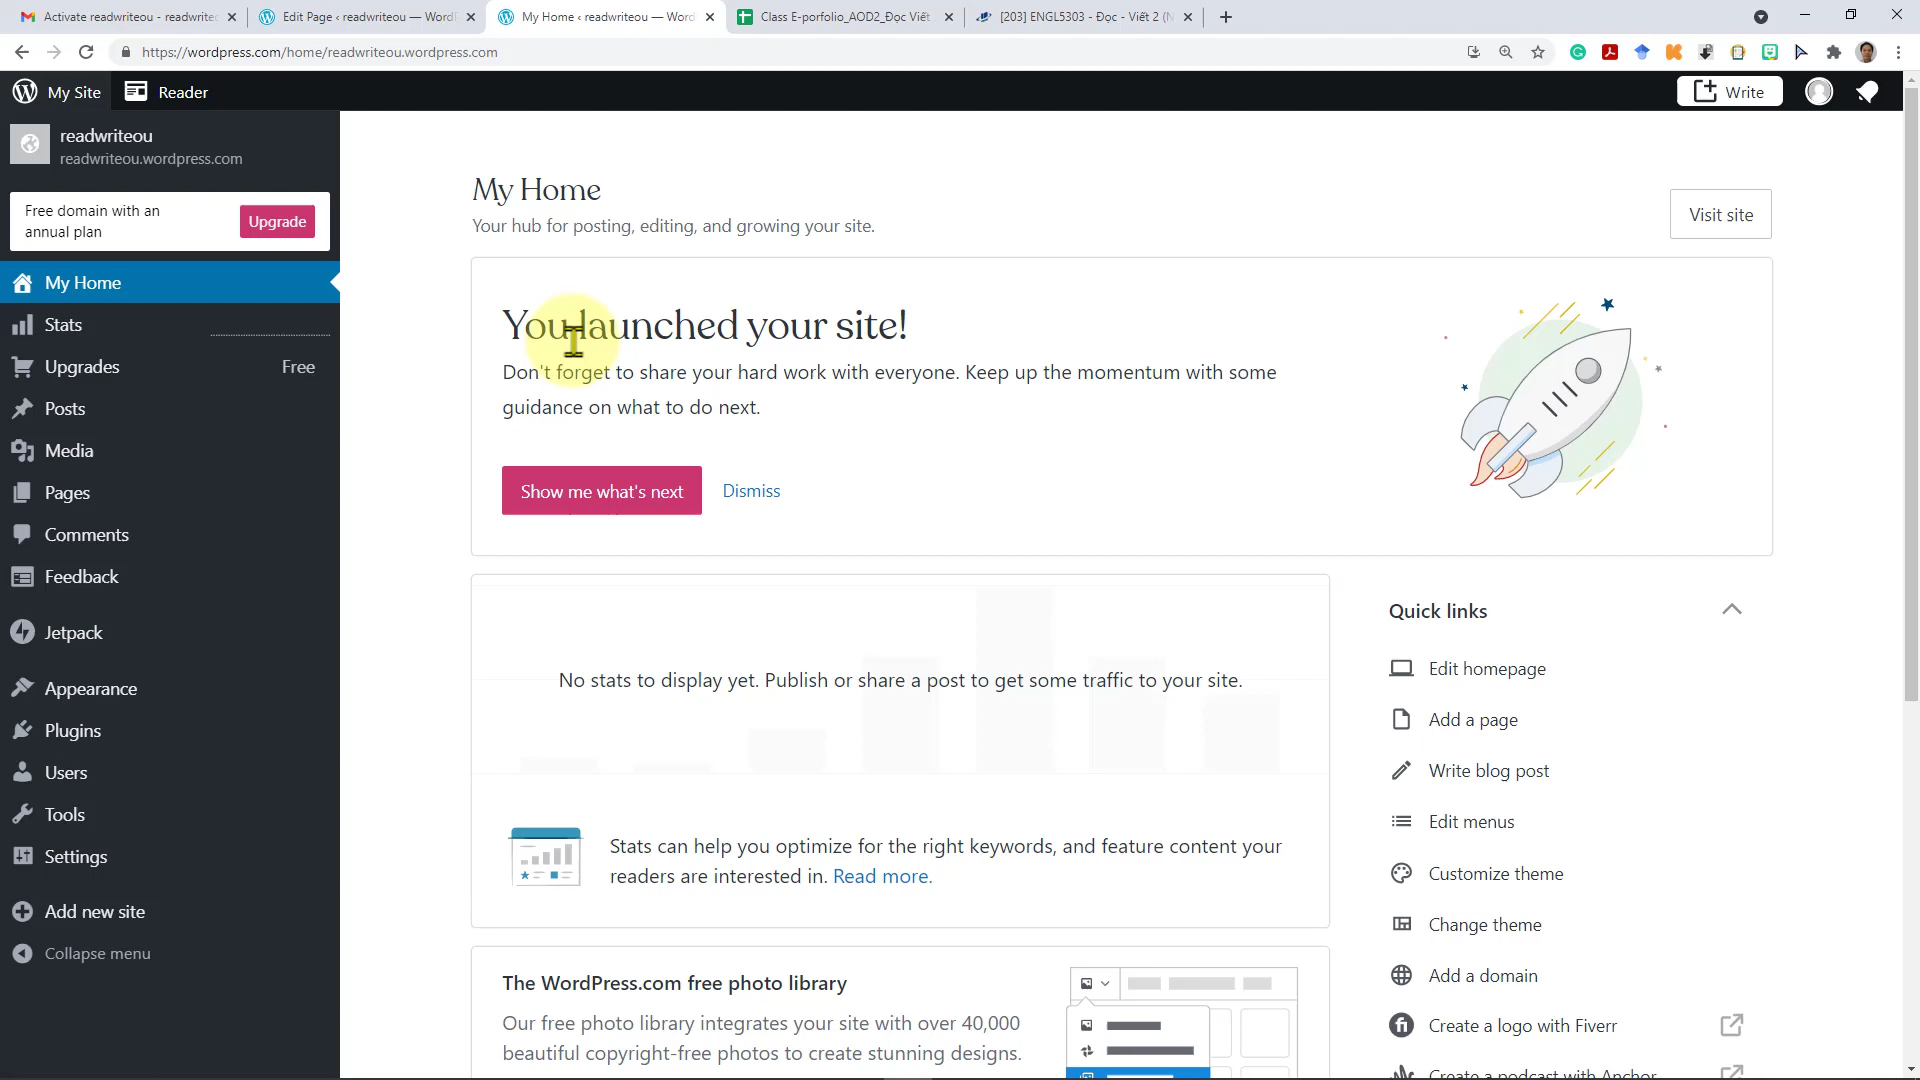 Activate readwriteou - readwrite
Edit Page ‹ readwriteou — Word
My Home ‹ readwriteou — Word
Class E-porfolio_AOD2_Đọc Viết
[203] ENGL5303 - Đọc - Viết 2 (N
https://wordpress.com/home/readwriteou.wordpress.com
My Site
Reader
Write
readwriteou
readwriteou.wordpress.com
Free domain with an
annual plan
Upgrade
My Home
Stats
Upgrades
Free
Posts
Media
Pages
Comments
Feedback
Jetpack
Appearance
Plugins
Users
Tools
Settings
Add new site
Collapse menu
My Home
Your hub for posting, editing, and growing your site.
Visit site
You launched your site!
Don't forget to share your hard work with everyone. Keep up the momentum with some
guidance on what to do next.
Show me what's next
Dismiss
No stats to display yet. Publish or share a post to get some traffic to your site.
Stats can help you optimize for the right keywords, and feature content your
readers are interested in. Read more.
The WordPress.com free photo library
Our free photo library integrates your site with over 40,000
beautiful copyright-free photos to create stunning designs.
Quick links
Edit homepage
Add a page
Write blog post
Edit menus
Customize theme
Change theme
Add a domain
Create a logo with Fiverr
Create a podcast with Anchor